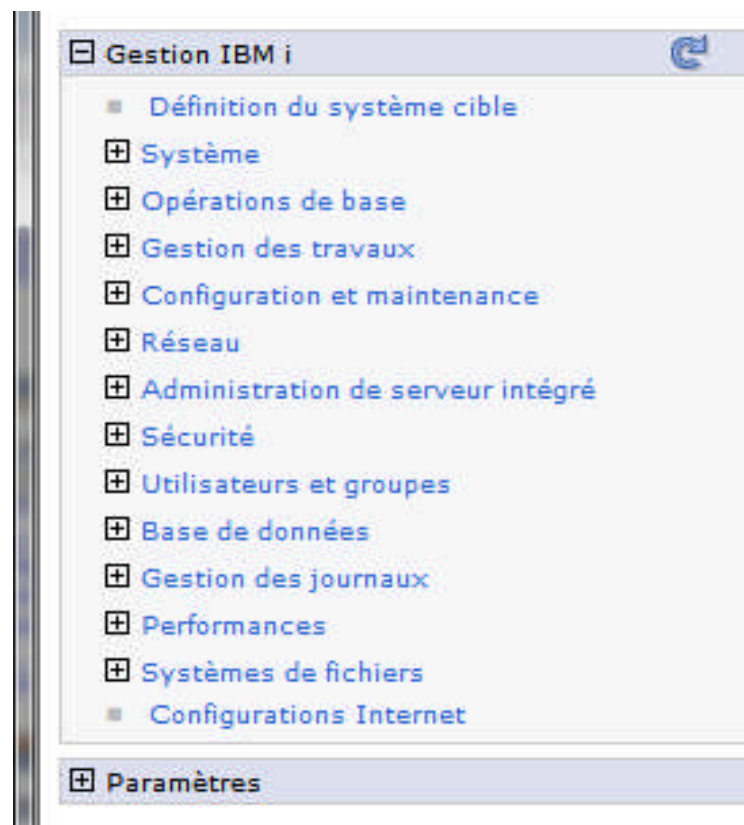 Gestion IBM i
Définition du système cible
Système
Opérations de base
Gestion des travaux
Configuration et maintenance
Réseau
Administration de serveur intégré
Sécurité
Utilisateurs et groupes
Base de données
Gestion des journaux
Performances
Systèmes de fichiers
Configurations Internet
Paramètres